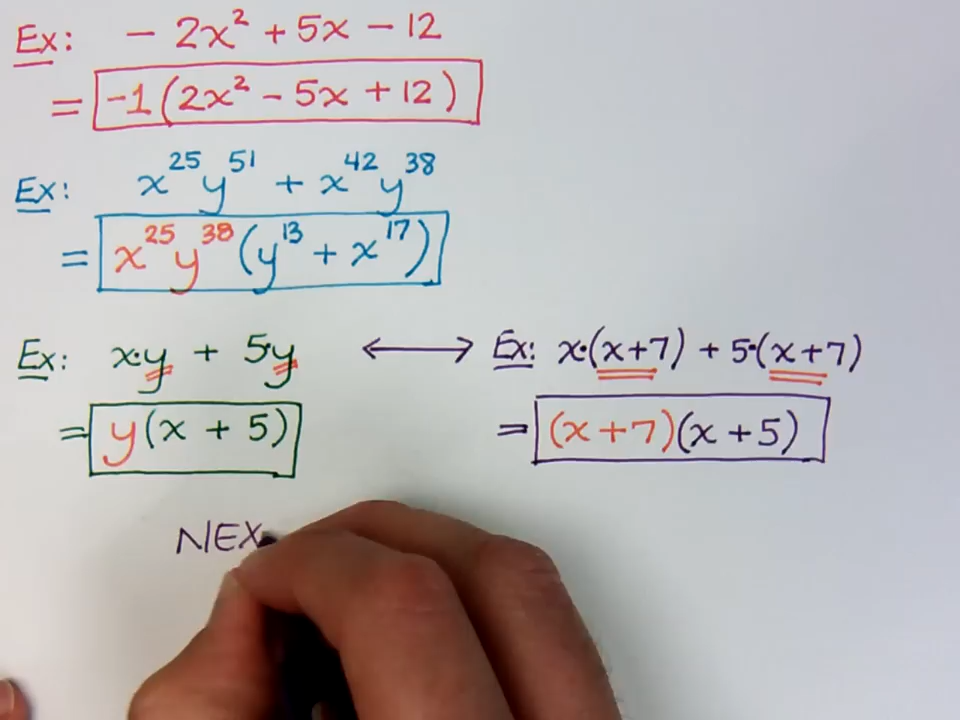 Ex: - 2x² + 5x - 12
= -1(2x² - 5x + 12)
Ex: x²⁵y⁵¹ + x⁴²y³⁸
= x²⁵y³⁸(y¹³ + x¹⁷)
Ex: x·y + 5·y ⟷ Ex: x·(x+7) + 5·(x+7)
= y(x + 5) = (x+7)(x+5)
NEX